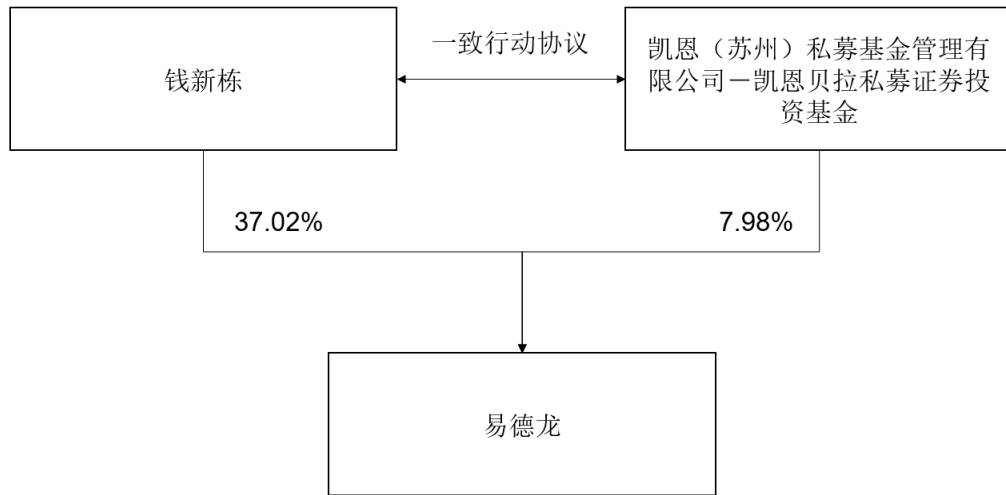 钱新栋
一致行动协议
凯恩（苏州）私募基金管理有
限公司－凯恩贝拉私募证券投
资基金
37.02%
7.98%
易德龙